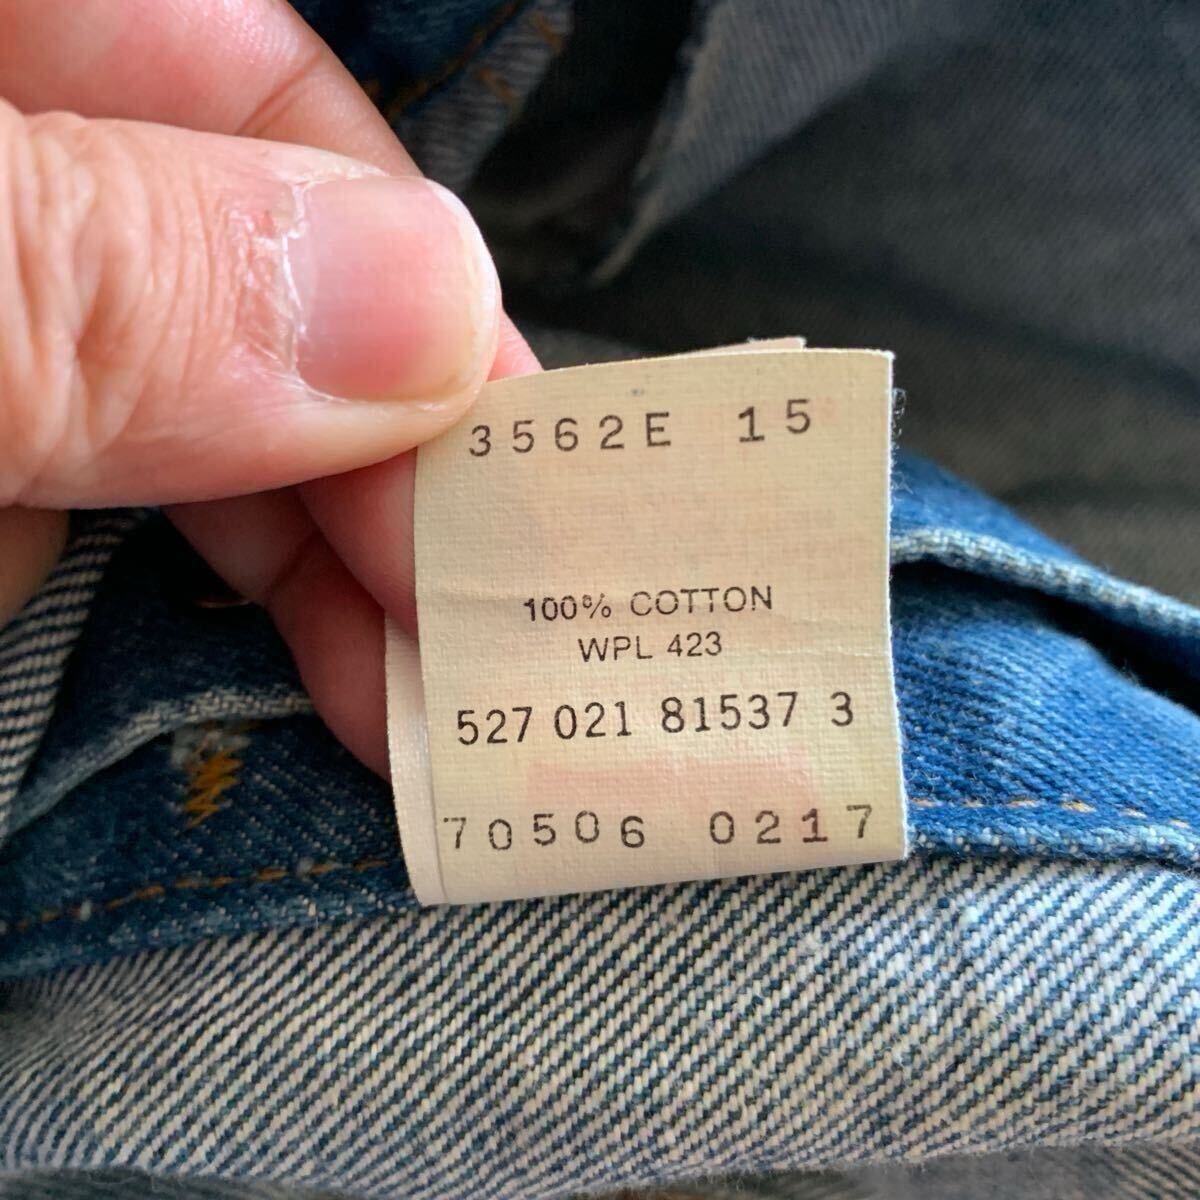 3562E 15
100% COTTON
WPL 423
527 021 81537 3
70506 0217